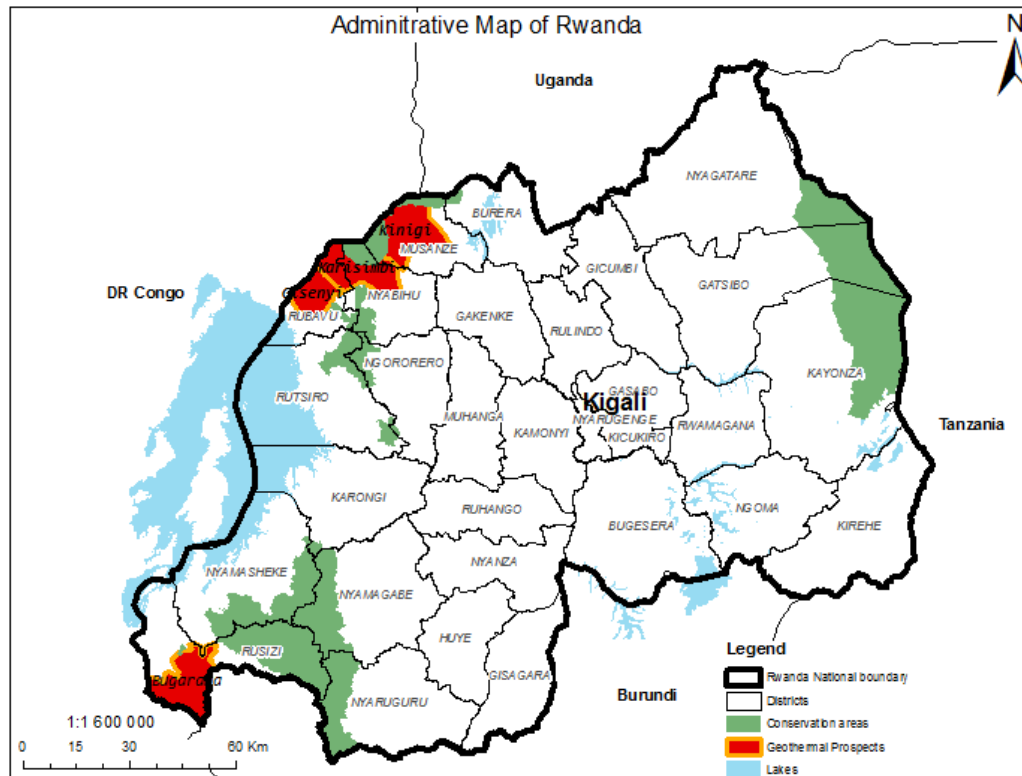 Adminitrative Map of Rwanda
N
Uganda
NYAGATARE
BURERA
Kinigi
MUSANZE
GICUMBI
Karisimbi
GATSIBO
DR Congo
Gisenyi
NYABIHU
RUBAVU
GAKENKE
RULINDO
NGORORERO
KAYONZA
RUTSIRO
GASABO
Kigali
MUHANGA
NYARUGENGE
KAMONYI
KICUKIRO
RWAMAGANA
Tanzania
KARONGI
RUHANGO
BUGESERA
NGOMA
KIREHE
NYANZA
NYAMASHEKE
NYAMAGABE
HUYE
RUSIZI
GISAGARA
Bugarama
NYARUGURU
Burundi
1:1 600 000
0 15 30 60 Km
Legend
Rwanda National boundary
Districts
Conservation areas
Geothermal Prospects
Lakes